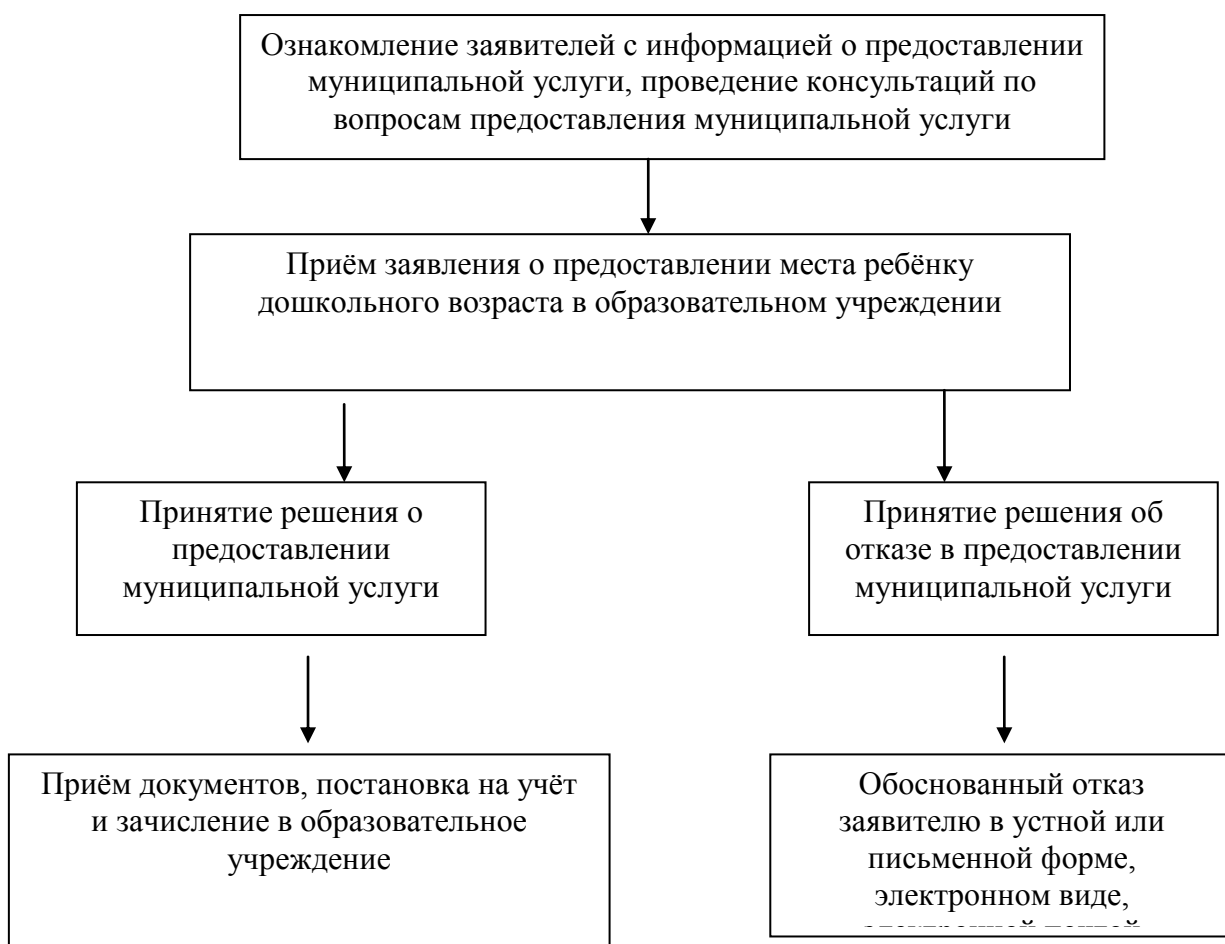 Ознакомление заявителей с информацией о предоставлении
муниципальной услуги, проведение консультаций по
вопросам предоставления муниципальной услуги
Приём заявления о предоставлении места ребёнку
дошкольного возраста в образовательном учреждении
Принятие решения о
предоставлении
муниципальной услуги
Принятие решения об
отказе в предоставлении
муниципальной услуги
Приём документов, постановка на учёт
и зачисление в образовательное
учреждение
Обоснованный отказ
заявителю в устной или
письменной форме,
электронном виде,